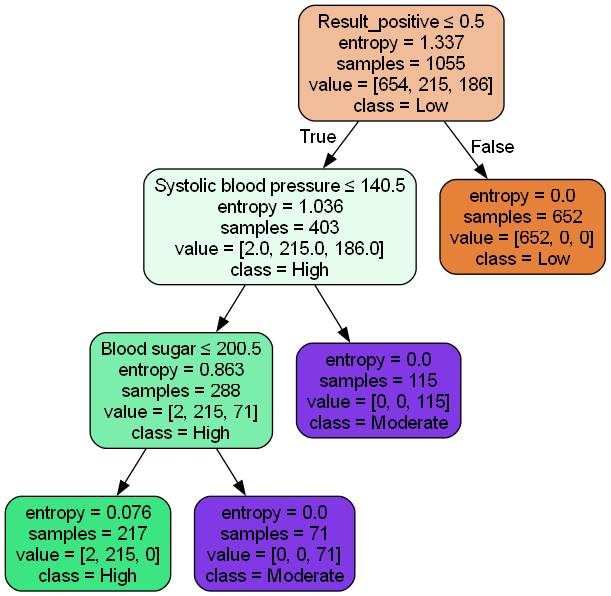 Result_positive ≤ 0.5
entropy = 1.337
samples = 1055
value = [654, 215, 186]
class = Low
True
False
Systolic blood pressure ≤ 140.5
entropy = 1.036
samples = 403
value = [2.0, 215.0, 186.0]
class = High
entropy = 0.0
samples = 652
value = [652, 0, 0]
class = Low
Blood sugar ≤ 200.5
entropy = 0.863
samples = 288
value = [2, 215, 71]
class = High
entropy = 0.0
samples = 115
value = [0, 0, 115]
class = Moderate
entropy = 0.076
samples = 217
value = [2, 215, 0]
class = High
entropy = 0.0
samples = 71
value = [0, 0, 71]
class = Moderate